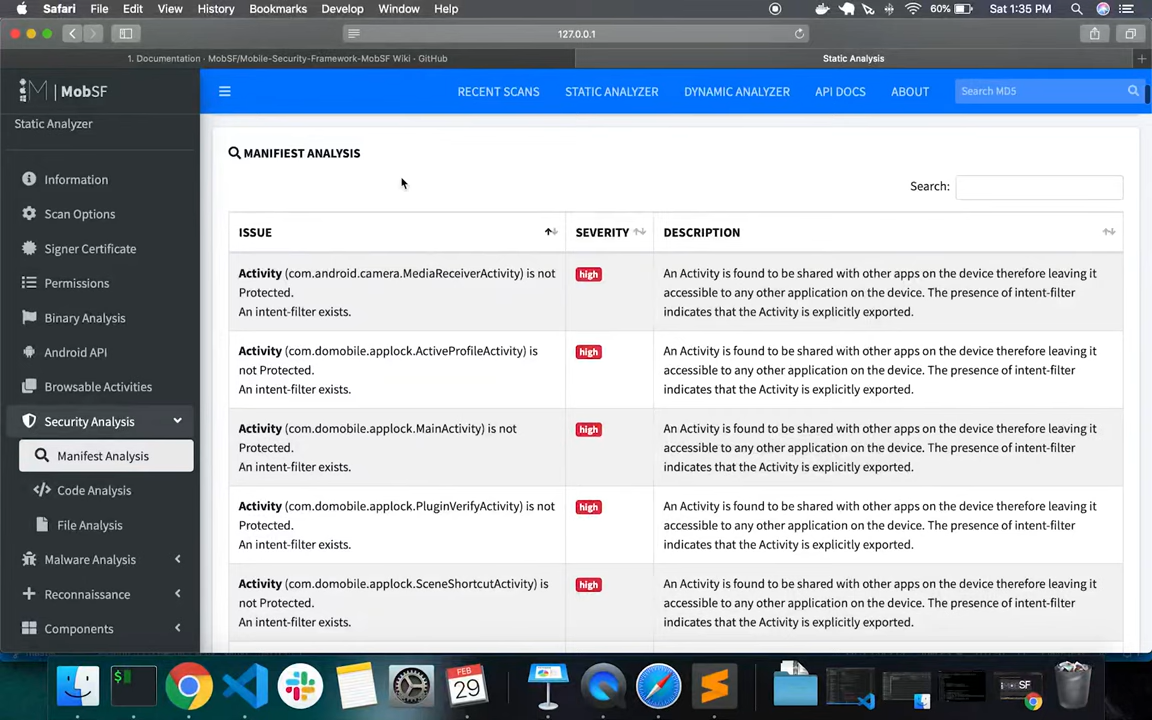 Safari File Edit View History Bookmarks Develop Window Help 60% Sat 1:35 PM
127.0.0.1
1. Documentation · MobSF/Mobile-Security-Framework-MobSF Wiki · GitHub Static Analysis
MobSF RECENT SCANS STATIC ANALYZER DYNAMIC ANALYZER API DOCS ABOUT Search MD5
Static Analyzer
Information
Scan Options
Signer Certificate
Permissions
Binary Analysis
Android API
Browsable Activities
Security Analysis
Manifest Analysis
Code Analysis
File Analysis
Malware Analysis
Reconnaissance
Components
MANIFIEST ANALYSIS
Search:
ISSUE SEVERITY DESCRIPTION
Activity (com.android.camera.MediaReceiverActivity) is not high An Activity is found to be shared with other apps on the device therefore leaving it
Protected. accessible to any other application on the device. The presence of intent-filter
An intent-filter exists. indicates that the Activity is explicitly exported.
Activity (com.domobile.applock.ActiveProfileActivity) is high An Activity is found to be shared with other apps on the device therefore leaving it
not Protected. accessible to any other application on the device. The presence of intent-filter
An intent-filter exists. indicates that the Activity is explicitly exported.
Activity (com.domobile.applock.MainActivity) is not high An Activity is found to be shared with other apps on the device therefore leaving it
Protected. accessible to any other application on the device. The presence of intent-filter
An intent-filter exists. indicates that the Activity is explicitly exported.
Activity (com.domobile.applock.PluginVerifyActivity) is not high An Activity is found to be shared with other apps on the device therefore leaving it
Protected. accessible to any other application on the device. The presence of intent-filter
An intent-filter exists. indicates that the Activity is explicitly exported.
Activity (com.domobile.applock.SceneShortcutActivity) is high An Activity is found to be shared with other apps on the device therefore leaving it
not Protected. accessible to any other application on the device. The presence of intent-filter
An intent-filter exists. indicates that the Activity is explicitly exported.
$
FEB
29
SF